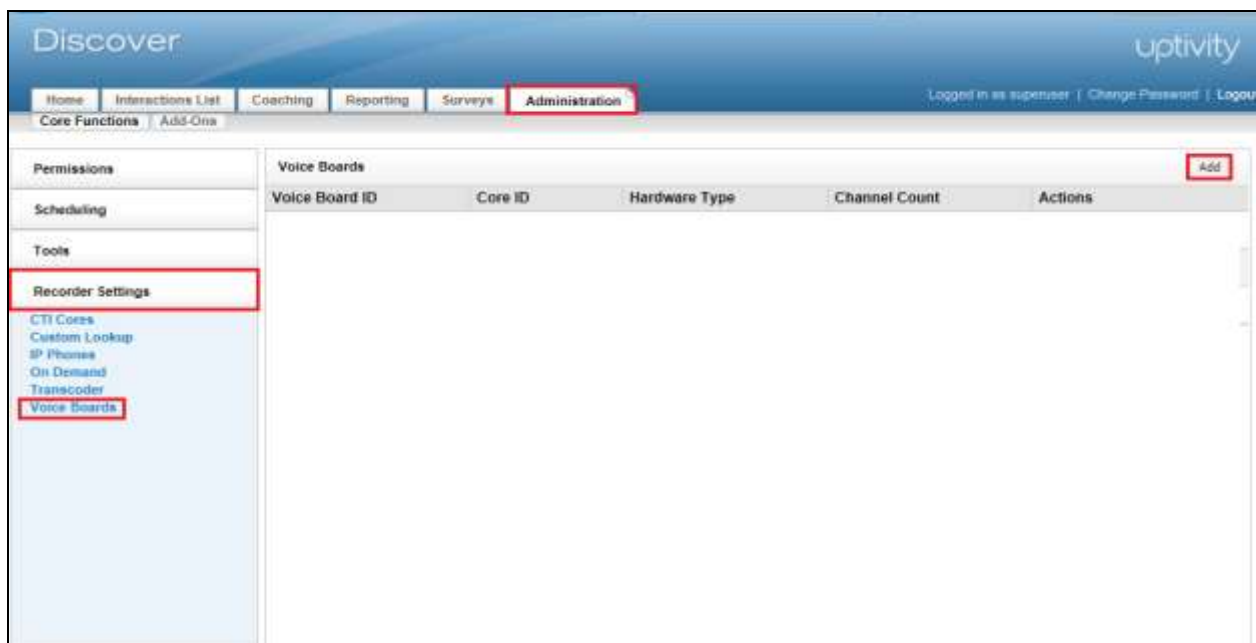 Discover
uptivity
Home Interactions List Coaching Reporting Surveys Administration
Logged in as superuser | Change Password | Logou
Core Functions | Add-Ons
Permissions
Scheduling
Tools
Recorder Settings
CTI Cores
Custom Lookup
IP Phones
On Demand
Transcoder
Voice Boards
Voice Boards Add
Voice Board ID Core ID Hardware Type Channel Count Actions